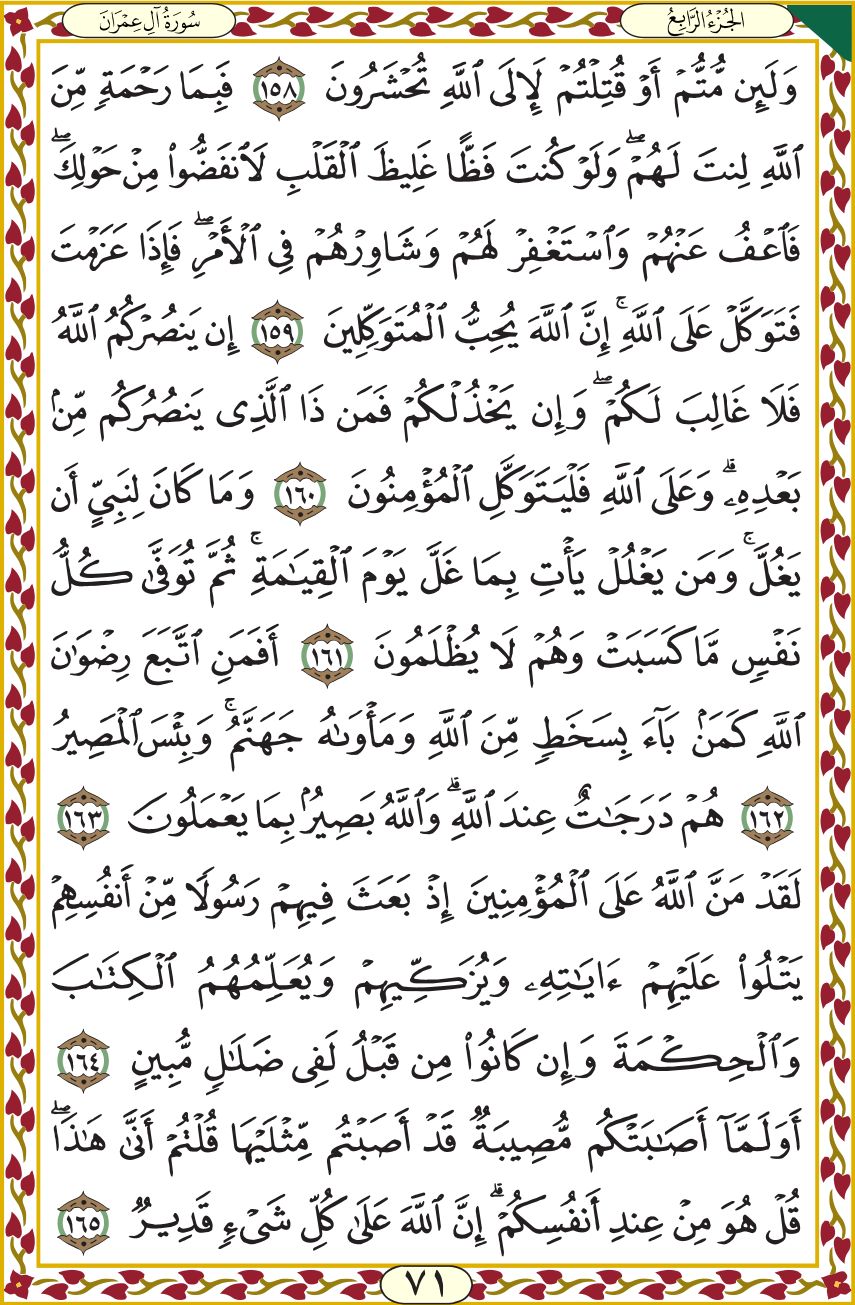 الجُزْءُ الرَّابِعُ
سُورَةُ آلِ عِمْرَانَ
وَلَئِن مُّتُّمْ أَوْ قُتِلْتُمْ لَإِلَى ٱللَّهِ تُحْشَرُونَ ١٥٨ فَبِمَا رَحْمَةٍ مِّنَ
ٱللَّهِ لِنتَ لَهُمْ ۖ وَلَوْ كُنتَ فَظًّا غَلِيظَ ٱلْقَلْبِ لَٱنفَضُّوا۟ مِنْ حَوْلِكَ ۖ
فَٱعْفُ عَنْهُمْ وَٱسْتَغْفِرْ لَهُمْ وَشَاوِرْهُمْ فِى ٱلْأَمْرِ ۖ فَإِذَا عَزَمْتَ
فَتَوَكَّلْ عَلَى ٱللَّهِ ۚ إِنَّ ٱللَّهَ يُحِبُّ ٱلْمُتَوَكِّلِينَ ١٥٩ إِن يَنصُرْكُمُ ٱللَّهُ
فَلَا غَالِبَ لَكُمْ ۖ وَإِن يَخْذُلْكُمْ فَمَن ذَا ٱلَّذِى يَنصُرُكُم مِّنۢ
بَعْدِهِۦ ۗ وَعَلَى ٱللَّهِ فَلْيَتَوَكَّلِ ٱلْمُؤْمِنُونَ ١٦٠ وَمَا كَانَ لِنَبِىٍّ أَن
يَغُلَّ ۚ وَمَن يَغْلُلْ يَأْتِ بِمَا غَلَّ يَوْمَ ٱلْقِيَـٰمَةِ ۚ ثُمَّ تُوَفَّىٰ كُلُّ
نَفْسٍ مَّا كَسَبَتْ وَهُمْ لَا يُظْلَمُونَ ١٦١ أَفَمَنِ ٱتَّبَعَ رِضْوَٰنَ
ٱللَّهِ كَمَنۢ بَآءَ بِسَخَطٍ مِّنَ ٱللَّهِ وَمَأْوَىٰهُ جَهَنَّمُ ۚ وَبِئْسَ ٱلْمَصِيرُ
١٦٢ هُمْ دَرَجَـٰتٌ عِندَ ٱللَّهِ ۗ وَٱللَّهُ بَصِيرٌۢ بِمَا يَعْمَلُونَ ١٦٣
لَقَدْ مَنَّ ٱللَّهُ عَلَى ٱلْمُؤْمِنِينَ إِذْ بَعَثَ فِيهِمْ رَسُولًا مِّنْ أَنفُسِهِمْ
يَتْلُوا۟ عَلَيْهِمْ ءَايَـٰتِهِۦ وَيُزَكِّيهِمْ وَيُعَلِّمُهُمُ ٱلْكِتَـٰبَ
وَٱلْحِكْمَةَ وَإِن كَانُوا۟ مِن قَبْلُ لَفِى ضَلَـٰلٍ مُّبِينٍ ١٦٤
أَوَلَمَّآ أَصَـٰبَتْكُم مُّصِيبَةٌ قَدْ أَصَبْتُم مِّثْلَيْهَا قُلْتُمْ أَنَّىٰ هَـٰذَا ۖ
قُلْ هُوَ مِنْ عِندِ أَنفُسِكُمْ ۗ إِنَّ ٱللَّهَ عَلَىٰ كُلِّ شَىْءٍ قَدِيرٌ ١٦٥
٧١